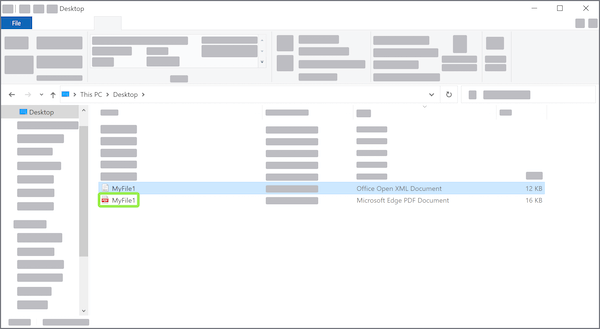 Desktop
File
This PC > Desktop >
Desktop
MyFile1 Office Open XML Document 12 KB
MyFile1 Microsoft Edge PDF Document 16 KB